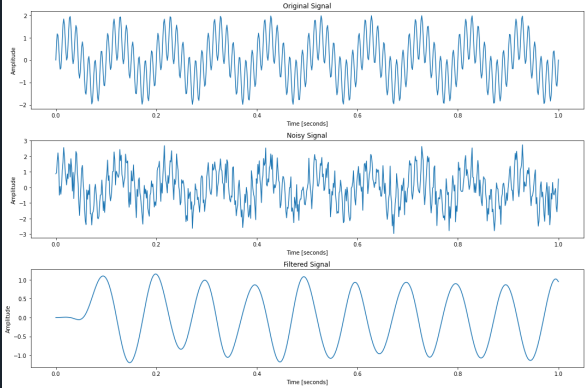 Original Signal
2
1
0
−1
−2
Amplitude
0.0 0.2 0.4 0.6 0.8 1.0
Time [seconds]
Noisy Signal
3
2
1
0
−1
−2
−3
Amplitude
0.0 0.2 0.4 0.6 0.8 1.0
Time [seconds]
Filtered Signal
1.0
0.5
0.0
−0.5
−1.0
Amplitude
0.0 0.2 0.4 0.6 0.8 1.0
Time [seconds]